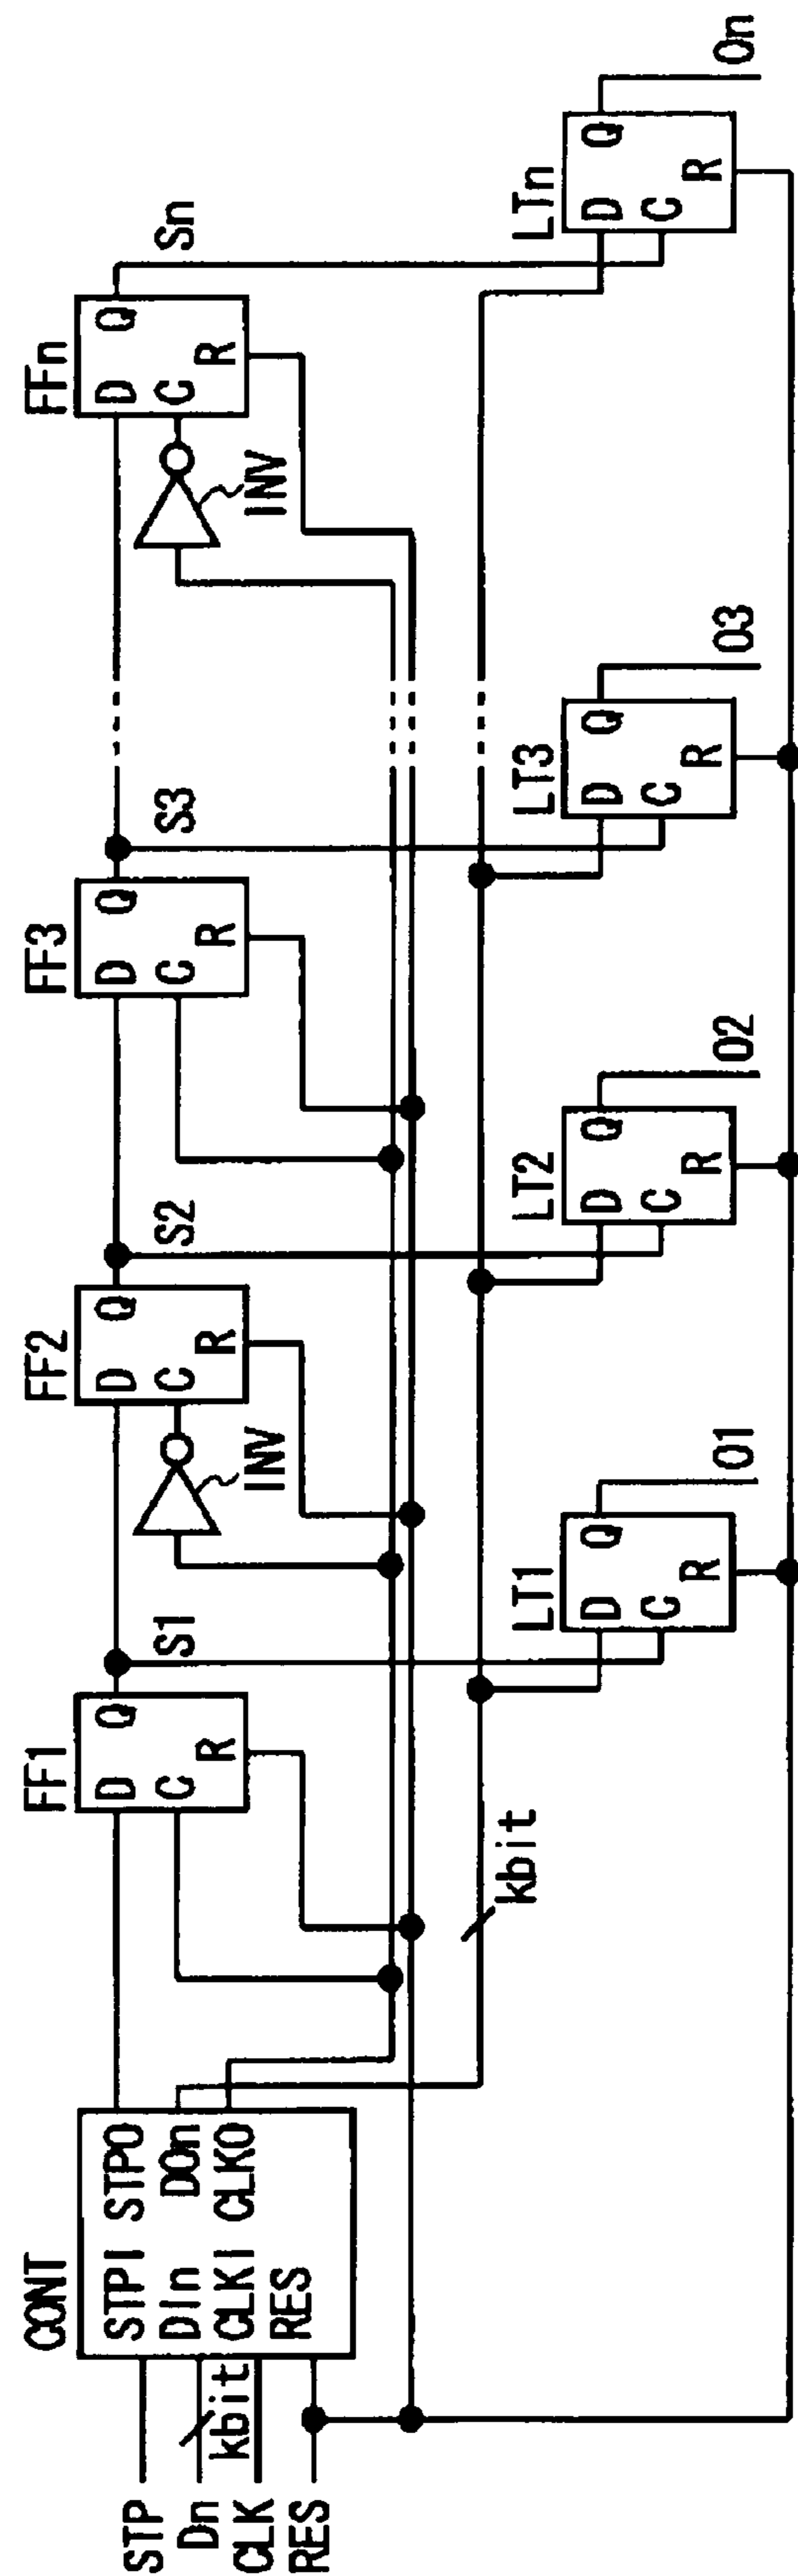 CONT
STP
Dn
kbit
CLK
RES
STPI STPO
DIn DOn
CLKI CLKO
RES
FF1
D Q
C
R
S1
INV
FF2
D Q
C
R
S2
FF3
D Q
C
R
S3
INV
FFn
D Q
C
R
Sn
kbit
LT1
D Q
C
R
O1
LT2
D Q
C
R
O2
LT3
D Q
C
R
O3
LTn
D Q
C
R
On